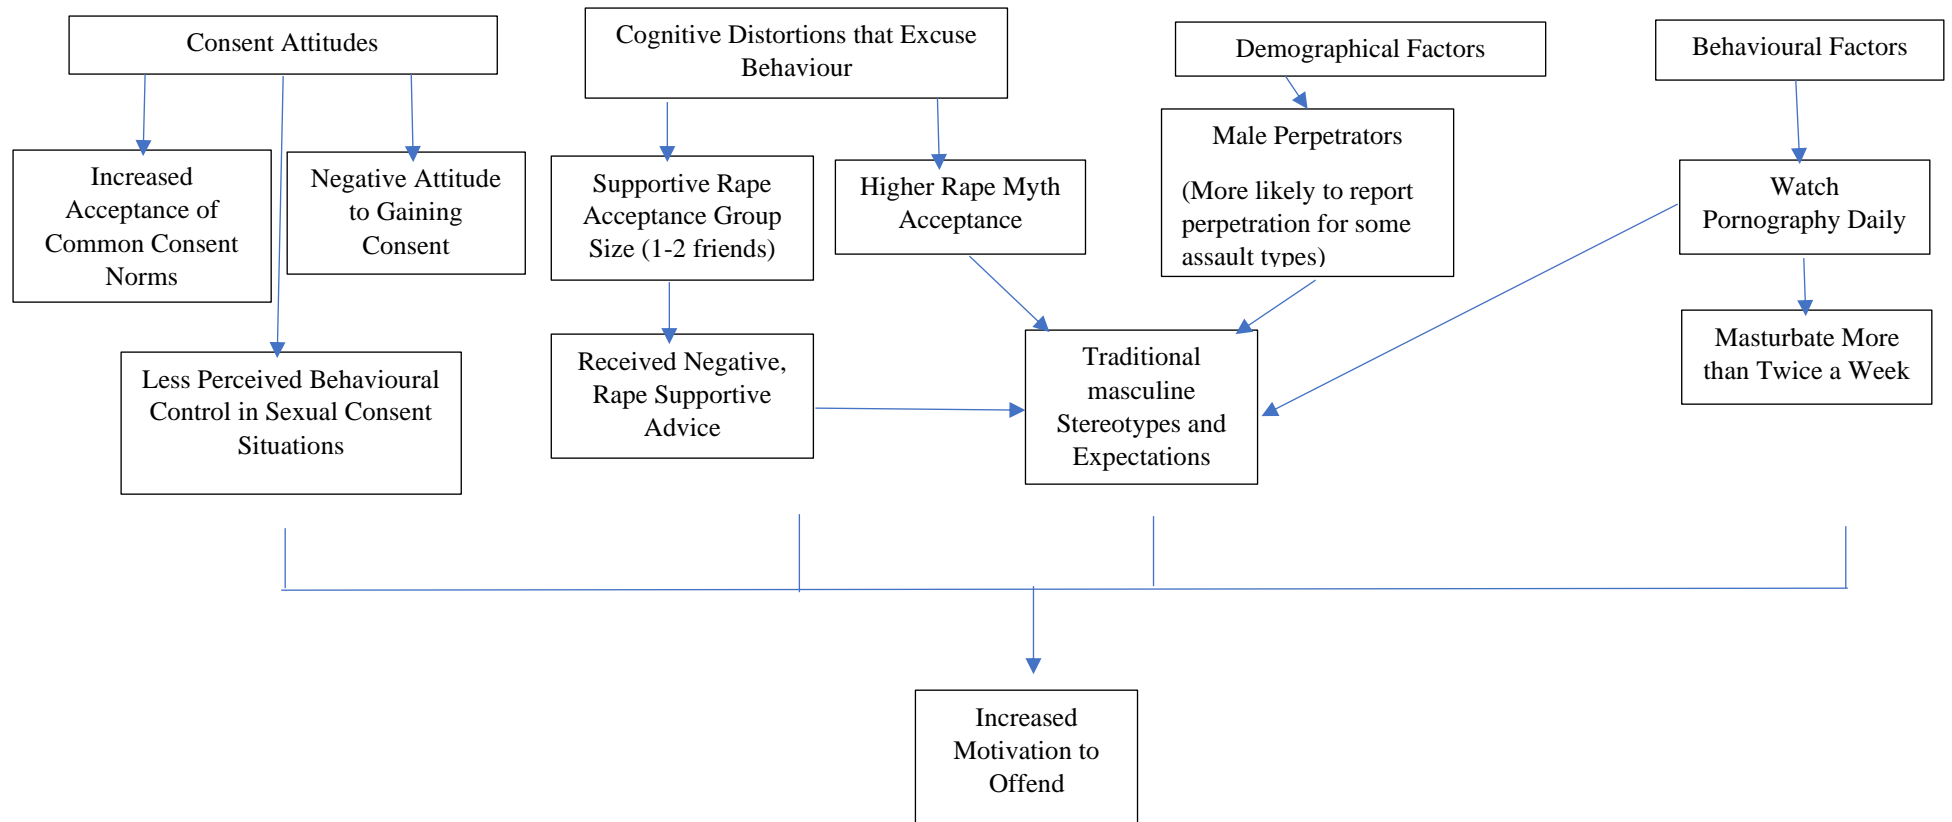 Consent Attitudes
Cognitive Distortions that Excuse
Behaviour
Demographical Factors
Behavioural Factors
Increased
Acceptance of
Common Consent
Norms
Negative Attitude
to Gaining
Consent
Supportive Rape
Acceptance Group
Size (1-2 friends)
Higher Rape Myth
Acceptance
Male Perpetrators
(More likely to report
perpetration for some
assault types)
Watch
Pornography Daily
Less Perceived Behavioural
Control in Sexual Consent
Situations
Received Negative,
Rape Supportive
Advice
Traditional
masculine
Stereotypes and
Expectations
Masturbate More
than Twice a Week
Increased
Motivation to
Offend